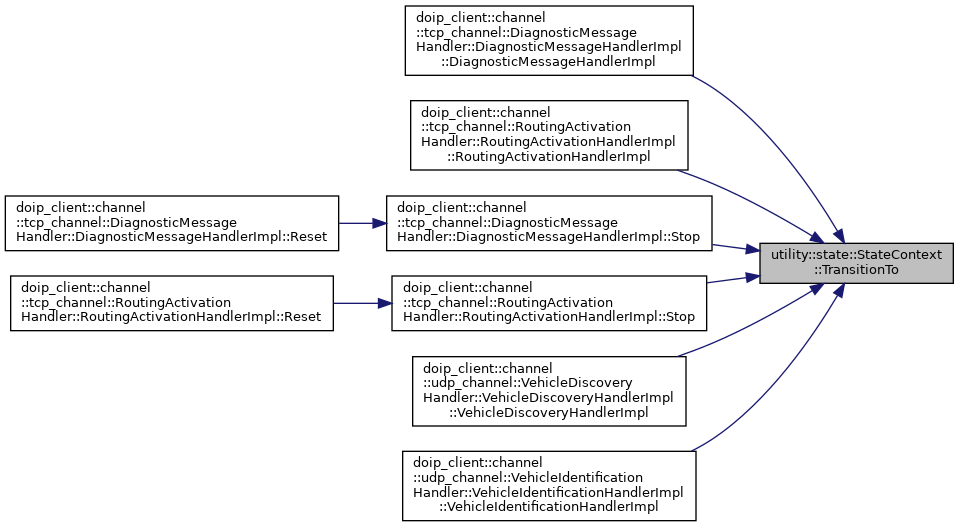 doip_client::channel
::tcp_channel::DiagnosticMessage
Handler::DiagnosticMessageHandlerImpl
::DiagnosticMessageHandlerImpl
doip_client::channel
::tcp_channel::RoutingActivation
Handler::RoutingActivationHandlerImpl
::RoutingActivationHandlerImpl
doip_client::channel
::tcp_channel::DiagnosticMessage
Handler::DiagnosticMessageHandlerImpl::Reset
doip_client::channel
::tcp_channel::DiagnosticMessage
Handler::DiagnosticMessageHandlerImpl::Stop
utility::state::StateContext
::TransitionTo
doip_client::channel
::tcp_channel::RoutingActivation
Handler::RoutingActivationHandlerImpl::Reset
doip_client::channel
::tcp_channel::RoutingActivation
Handler::RoutingActivationHandlerImpl::Stop
doip_client::channel
::udp_channel::VehicleDiscovery
Handler::VehicleDiscoveryHandlerImpl
::VehicleDiscoveryHandlerImpl
doip_client::channel
::udp_channel::VehicleIdentification
Handler::VehicleIdentificationHandlerImpl
::VehicleIdentificationHandlerImpl